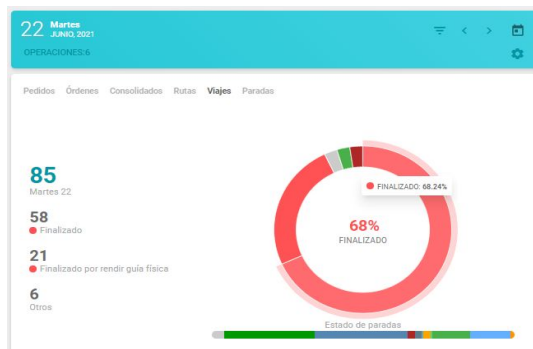 22 Martes
JUNIO, 2021
OPERACIONES:6
Pedidos Órdenes Consolidados Rutas Viajes Paradas
85
Martes 22
58
Finalizado
21
Finalizado por rendir guía física
6
Otros
FINALIZADO: 68.24%
68%
FINALIZADO
Estado de paradas